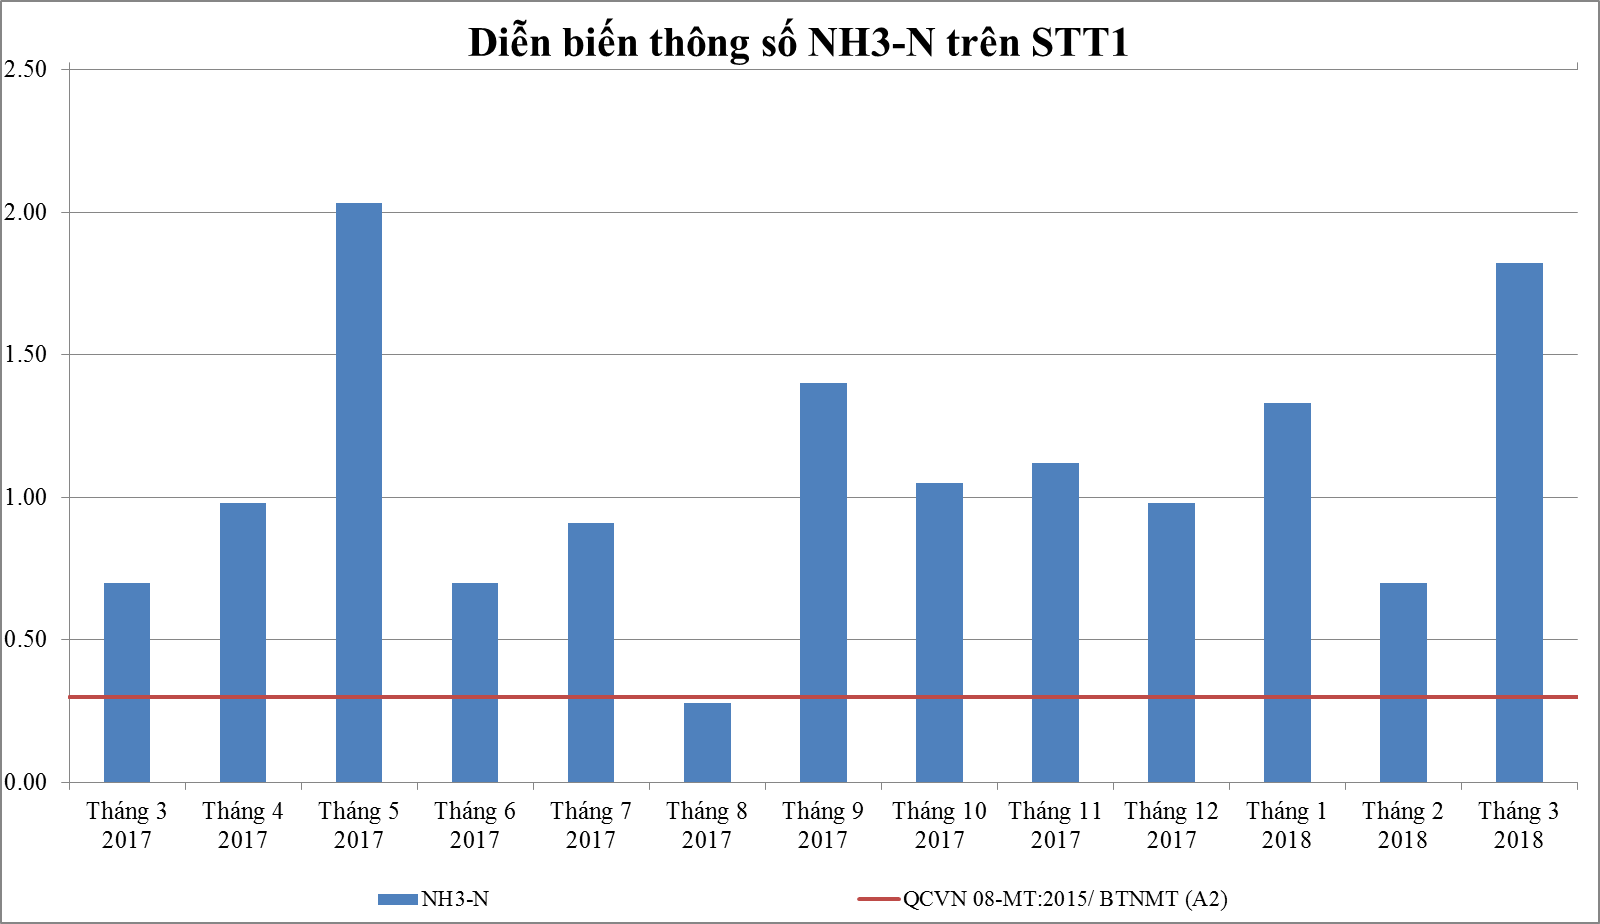 Diễn biến thông số NH3-N trên STT1
2.50
2.00
1.50
1.00
0.50
0.00
Tháng 3 Tháng 4 Tháng 5 Tháng 6 Tháng 7 Tháng 8 Tháng 9 Tháng 10 Tháng 11 Tháng 12 Tháng 1 Tháng 2 Tháng 3
2017 2017 2017 2017 2017 2017 2017 2017 2017 2017 2018 2018 2018
NH3-N QCVN 08-MT:2015/ BTNMT (A2)